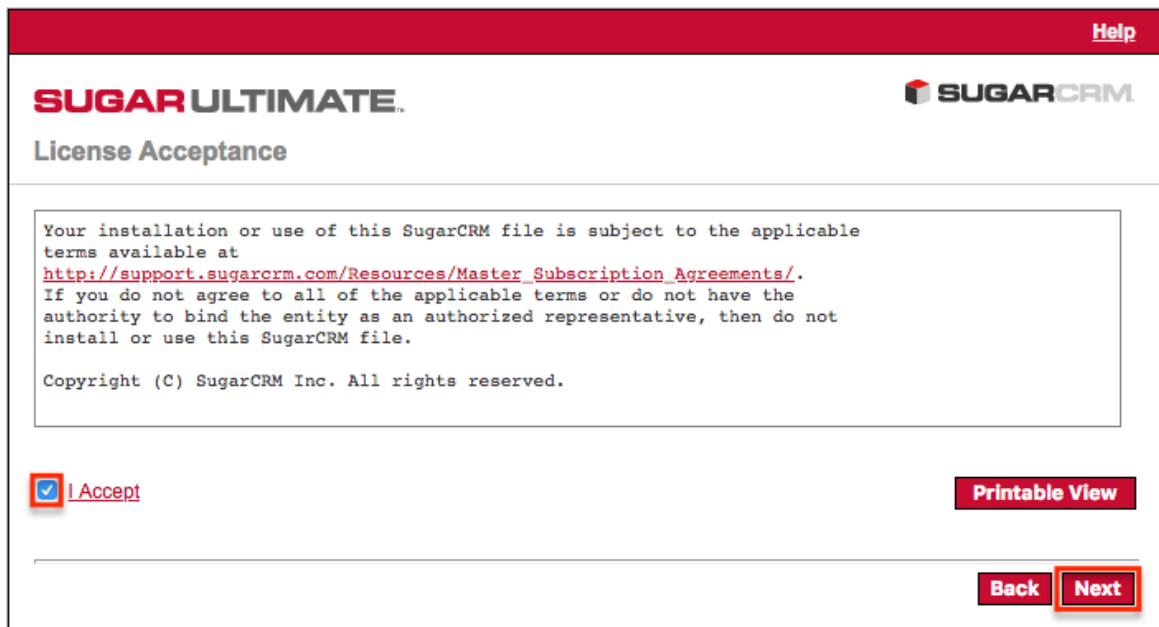 Help
SUGAR ULTIMATE.
SUGARCRM.
License Acceptance
Your installation or use of this SugarCRM file is subject to the applicable
terms available at
http://support.sugarcrm.com/Resources/Master_Subscription_Agreements/.
If you do not agree to all of the applicable terms or do not have the
authority to bind the entity as an authorized representative, then do not
install or use this SugarCRM file.
Copyright (C) SugarCRM Inc. All rights reserved.
I Accept
Printable View
Back
Next